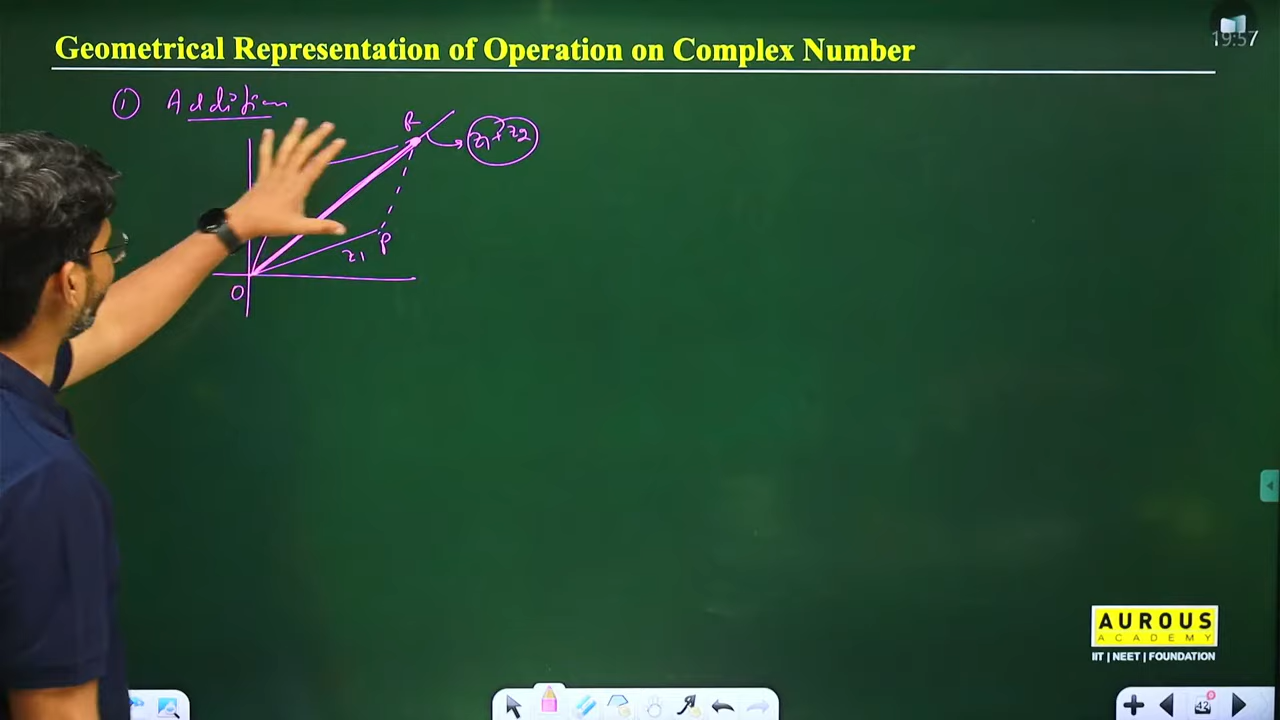 19:57
Geometrical Representation of Operation on Complex Number
① Addition
R
z1+z2
z1 P
O
AUROUS
ACADEMY
IIT | NEET | FOUNDATION
42